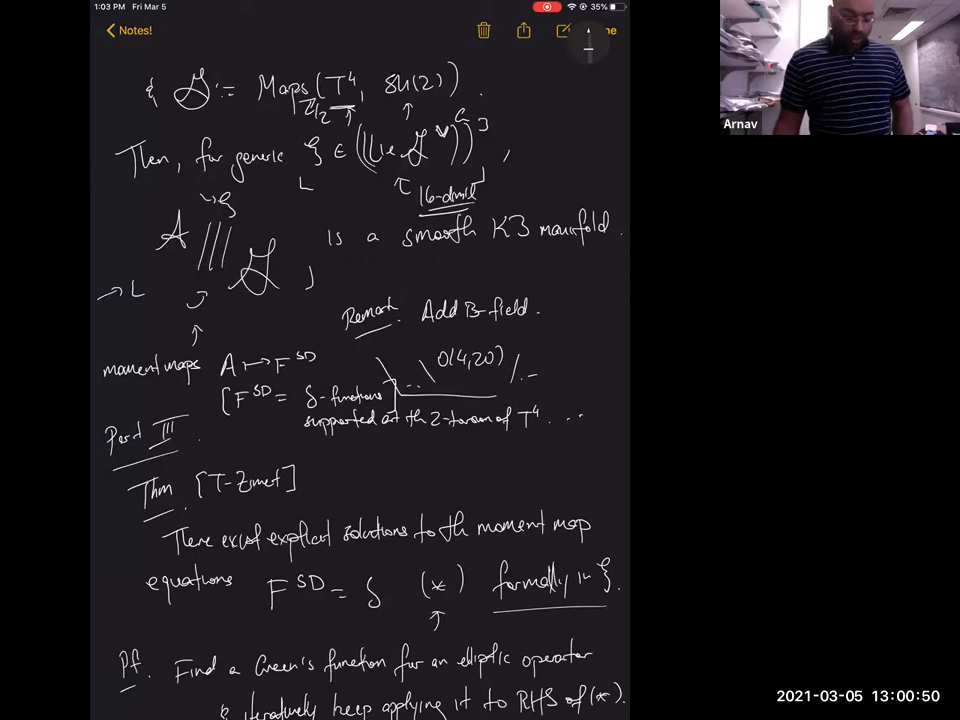 1:03 PM Fri Mar 5
35%
Notes!
& 𝒢 := Maps_{Z/2}(T⁴, SU(2)).
Then, for generic ξ ∈ ((Lie 𝒢^∨)^𝒢)³,
16-dim'l
ξ
A /// 𝒢 is a smooth K3 manifold.
Remark. Add B-field.
O(4,20)
moment maps A ↦ F^SD
[F^SD = δ-functions
supported at the 2-torsion of T⁴ ...
Part III.
Thm. [T-Zimet]
There exist explicit solutions to the moment map
equations F^SD = δ (*) formally in ξ.
Pf. Find a Green's function for an elliptic operator
& iteratively keep applying it to RHS of (*).
Arnav
2021-03-05 13:00:50